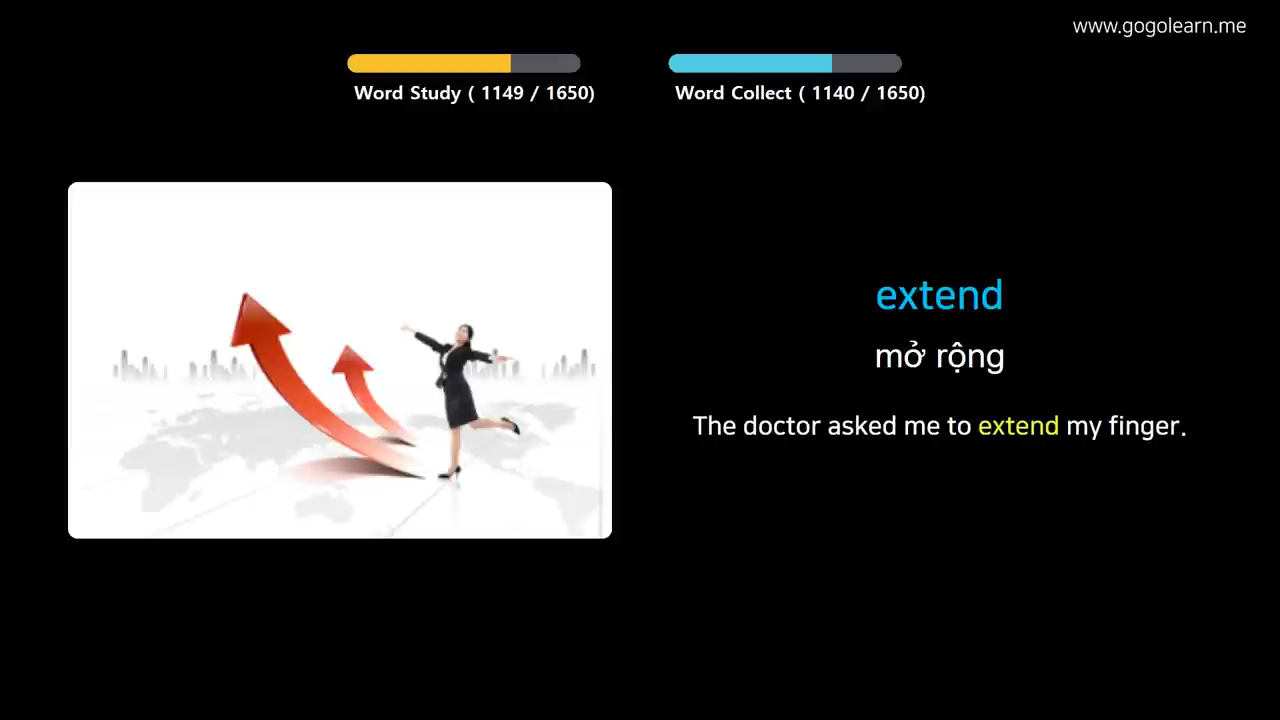 www.gogolearn.me
Word Study ( 1149 / 1650)
Word Collect ( 1140 / 1650)
extend
mở rộng
The doctor asked me to extend my finger.